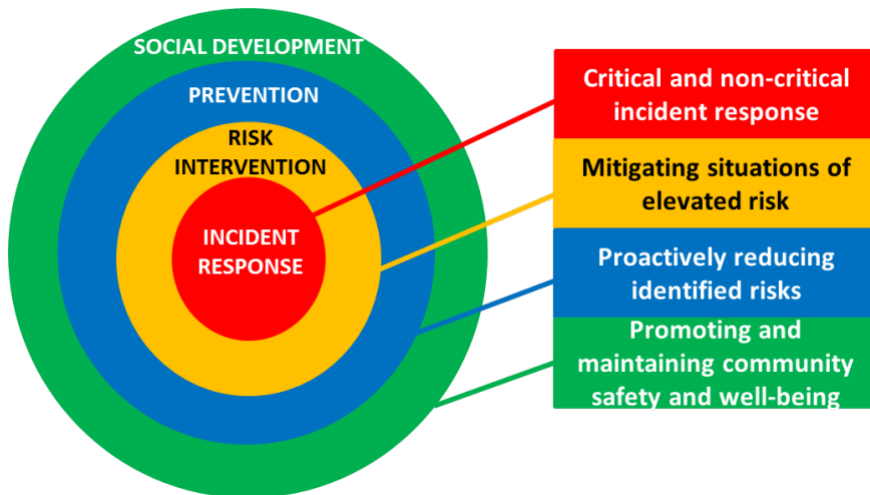 SOCIAL DEVELOPMENT
PREVENTION
RISK
INTERVENTION
INCIDENT
RESPONSE
Critical and non-critical
incident response
Mitigating situations of
elevated risk
Proactively reducing
identified risks
Promoting and
maintaining community
safety and well-being